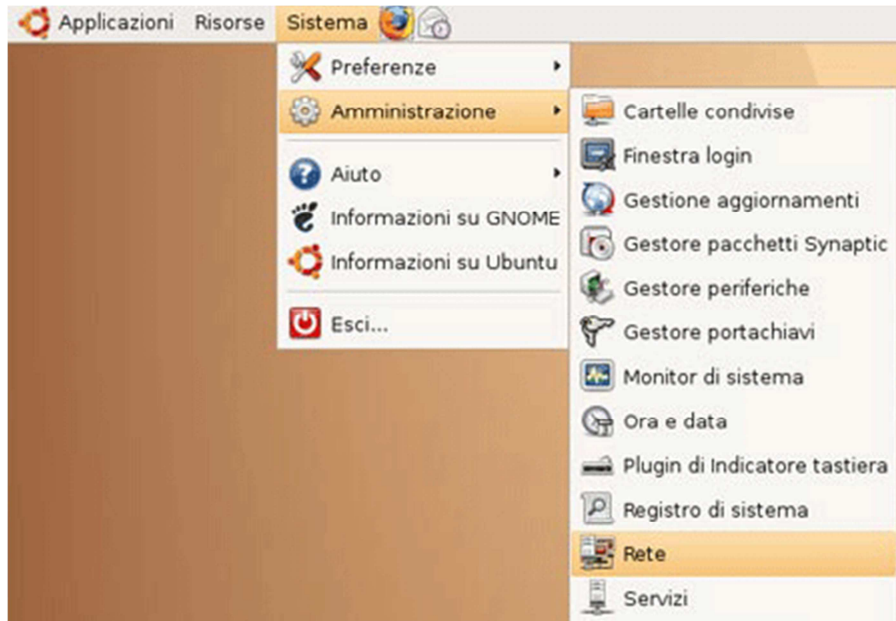 Applicazioni Risorse Sistema
Preferenze
Amministrazione
Aiuto
Informazioni su GNOME
Informazioni su Ubuntu
Esci...
Cartelle condivise
Finestra login
Gestione aggiornamenti
Gestore pacchetti Synaptic
Gestore periferiche
Gestore portachiavi
Monitor di sistema
Ora e data
Plugin di Indicatore tastiera
Registro di sistema
Rete
Servizi